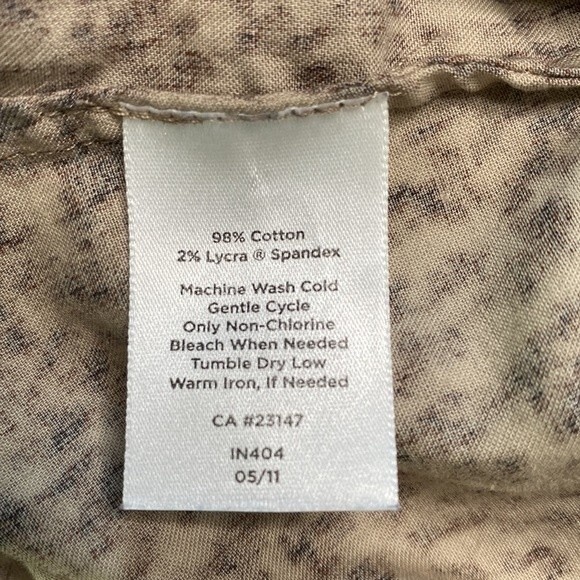 98% Cotton
2% Lycra ® Spandex
Machine Wash Cold
Gentle Cycle
Only Non-Chlorine
Bleach When Needed
Tumble Dry Low
Warm Iron, If Needed
CA #23147
IN404
05/11